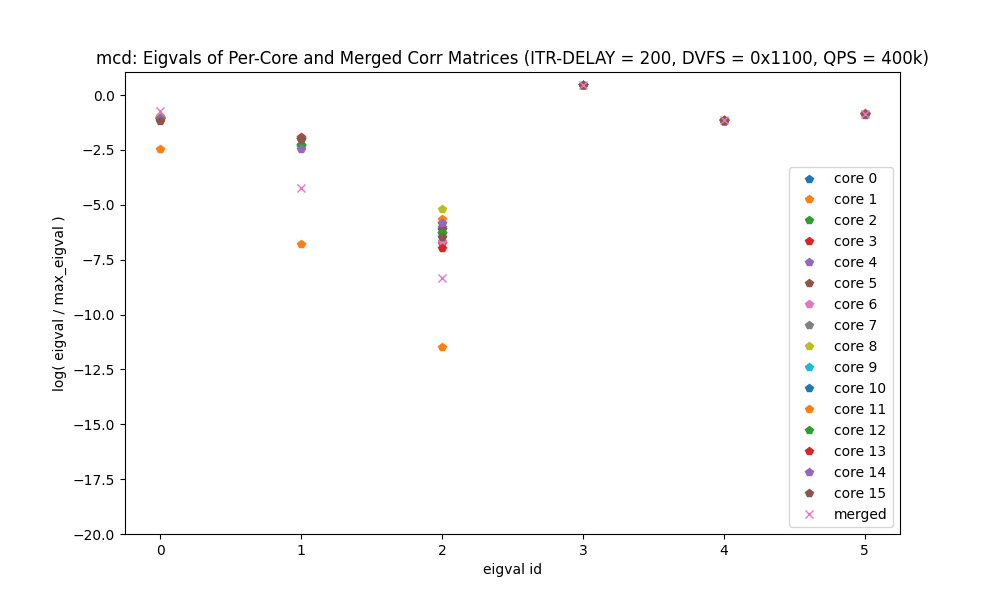 mcd: Eigvals of Per-Core and Merged Corr Matrices (ITR-DELAY = 200, DVFS = 0x1100, QPS = 400k)
log( eigval / max_eigval )
0.0
−2.5
−5.0
−7.5
−10.0
−12.5
−15.0
−17.5
−20.0
core 0
core 1
core 2
core 3
core 4
core 5
core 6
core 7
core 8
core 9
core 10
core 11
core 12
core 13
core 14
core 15
merged
0 1 2 3 4 5
eigval id